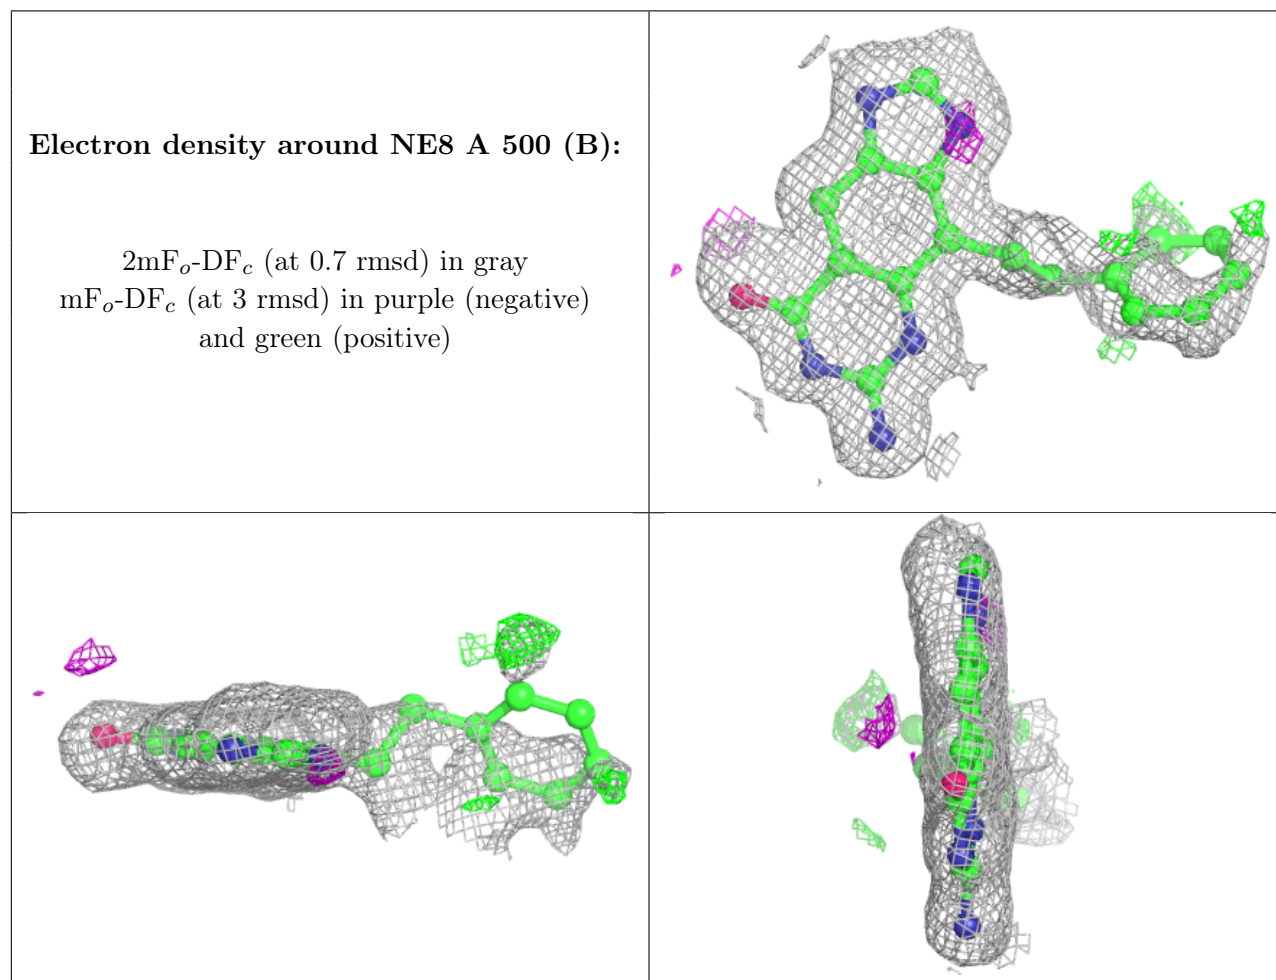 Electron density around NE8 A 500 (B):
2mFₒ-DF𝒸 (at 0.7 rmsd) in gray
mFₒ-DF𝒸 (at 3 rmsd) in purple (negative)
and green (positive)